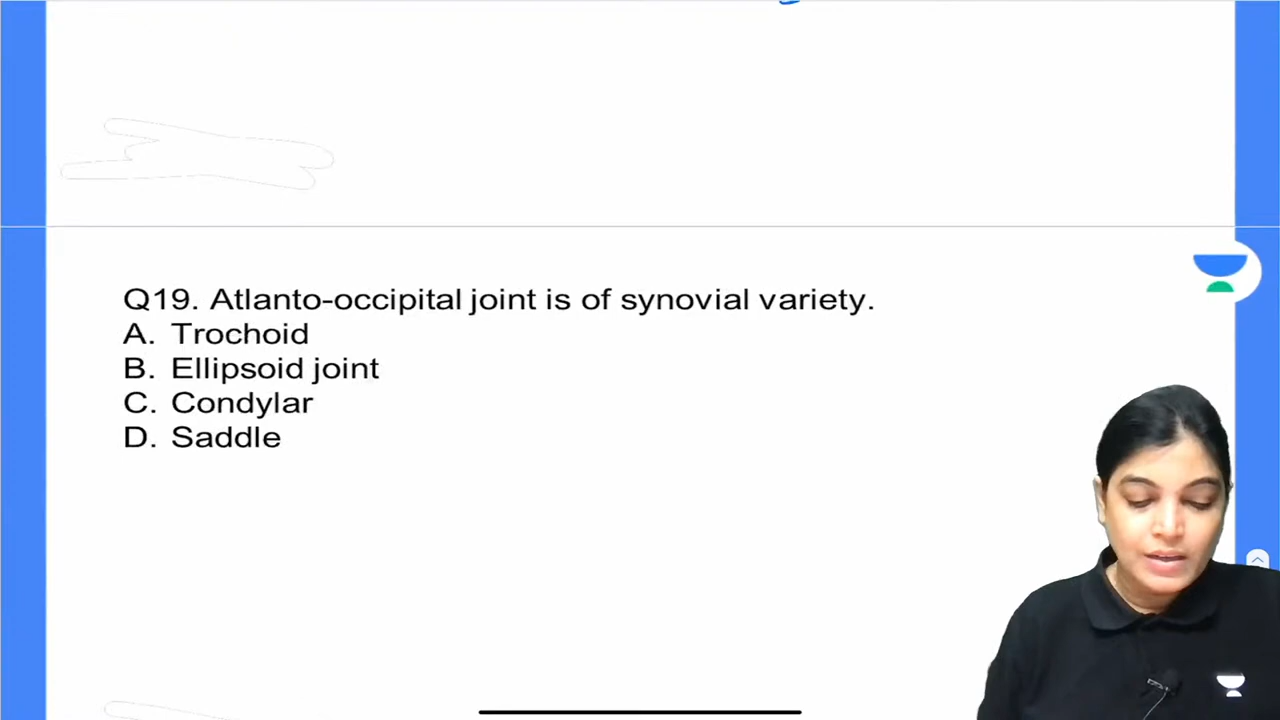 Q19. Atlanto-occipital joint is of synovial variety.
A. Trochoid
B. Ellipsoid joint
C. Condylar
D. Saddle